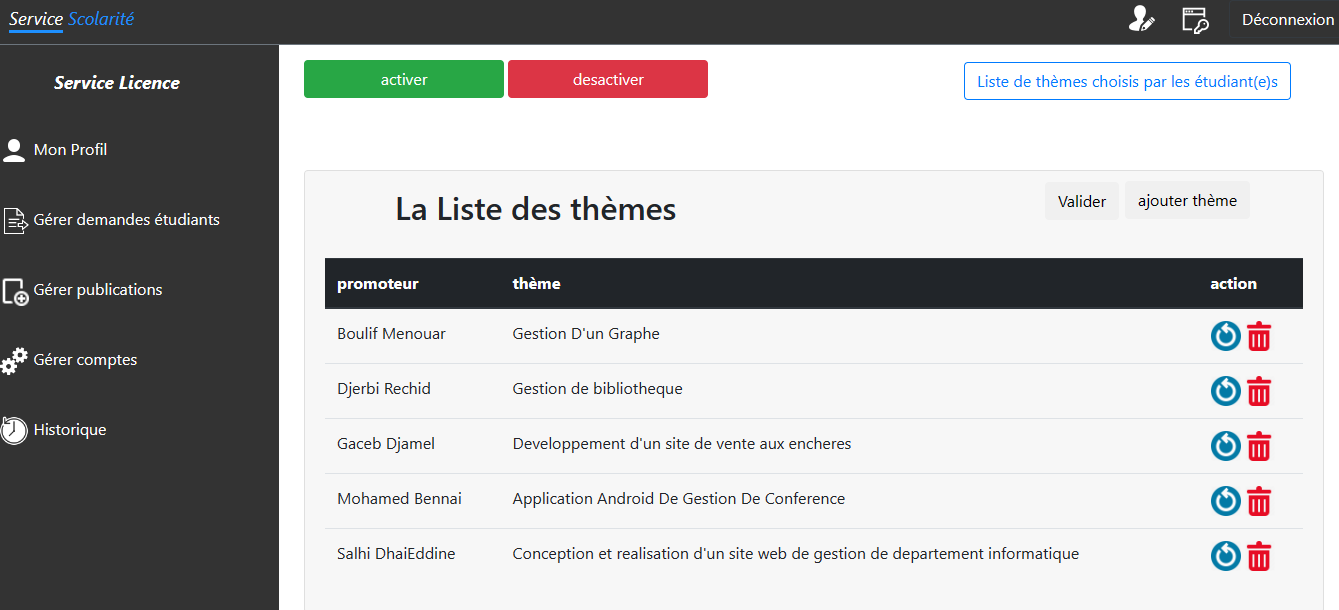 Service Scolarité
Déconnexion
Service Licence
Mon Profil
Gérer demandes étudiants
Gérer publications
Gérer comptes
Historique
activer
desactiver
Liste de thèmes choisis par les étudiant(e)s
La Liste des thèmes
Valider
ajouter thème
promoteur thème action
Boulif Menouar Gestion D'un Graphe
Djerbi Rechid Gestion de bibliotheque
Gaceb Djamel Developpement d'un site de vente aux encheres
Mohamed Bennai Application Android De Gestion De Conference
Salhi DhaiEddine Conception et realisation d'un site web de gestion de departement informatique